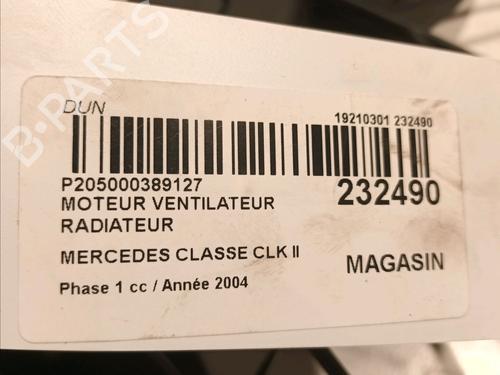 B-PARTS
DUN
19210301 232490
P205000389127
232490
MOTEUR VENTILATEUR
RADIATEUR
MERCEDES CLASSE CLK II
MAGASIN
Phase 1 cc / Année 2004